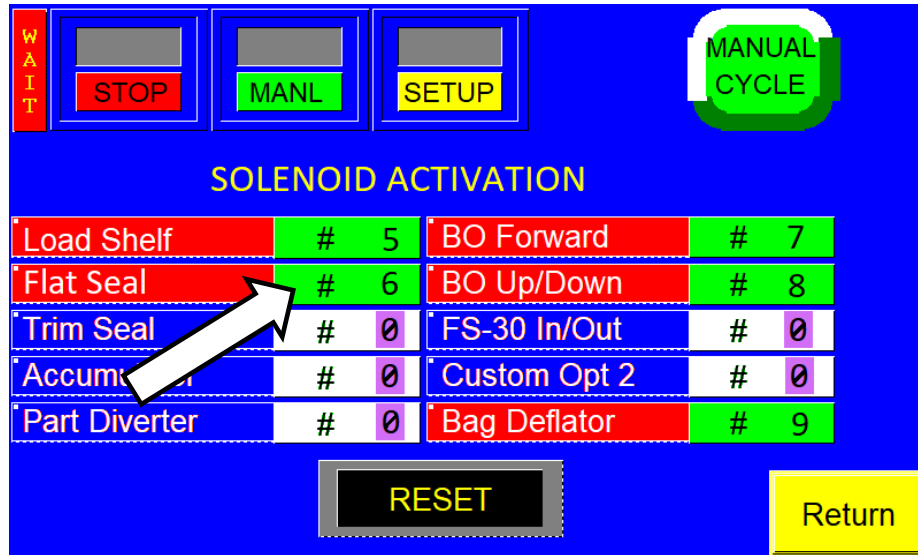 WAIT
STOP MANL SETUP MANUAL
CYCLE
SOLENOID ACTIVATION
Load Shelf # 5 BO Forward # 7
Flat Seal # 6 BO Up/Down # 8
Trim Seal # 0 FS-30 In/Out # 0
# 0 Custom Opt 2 # 0
Part Diverter # 0 Bag Deflator # 9
RESET
Return